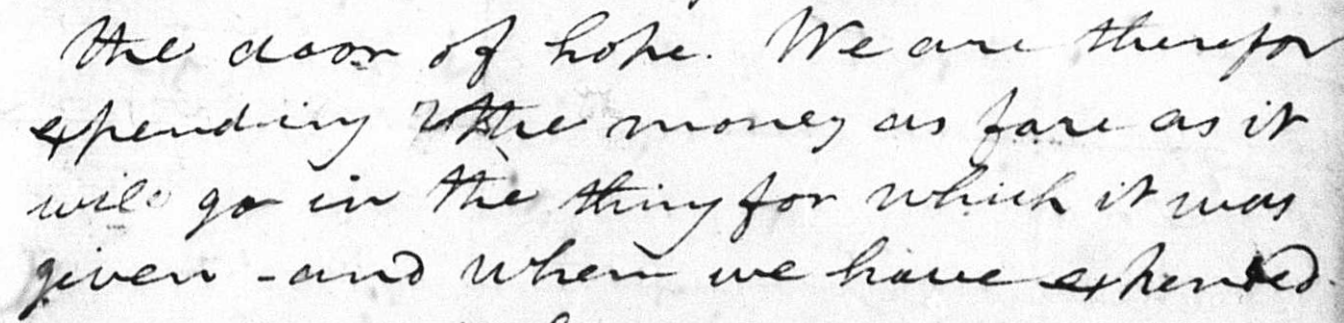 the door of hope. We are therefor
expending the money as fare as it
will go in the thing for which it was
given - and when we have expended